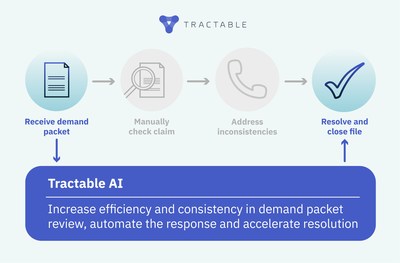 TRACTABLE
Receive demand
packet
Manually
check claim
Address
inconsistencies
Resolve and
close file
Tractable AI
Increase efficiency and consistency in demand packet
review, automate the response and accelerate resolution